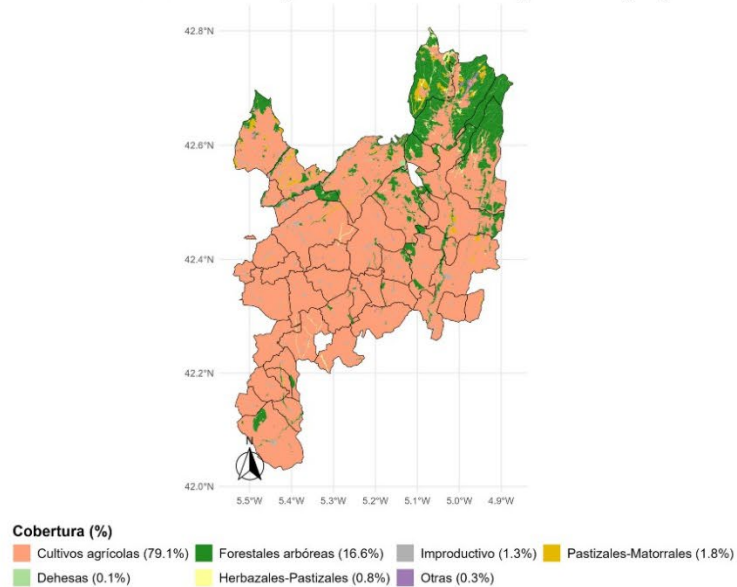 42.8°N
42.6°N
42.4°N
42.2°N
42.0°N
N
5.5°W 5.4°W 5.3°W 5.2°W 5.1°W 5.0°W 4.9°W
Cobertura (%)
Cultivos agrícolas (79.1%) Forestales arbóreas (16.6%) Improductivo (1.3%) Pastizales-Matorrales (1.8%)
Dehesas (0.1%) Herbazales-Pastizales (0.8%) Otras (0.3%)